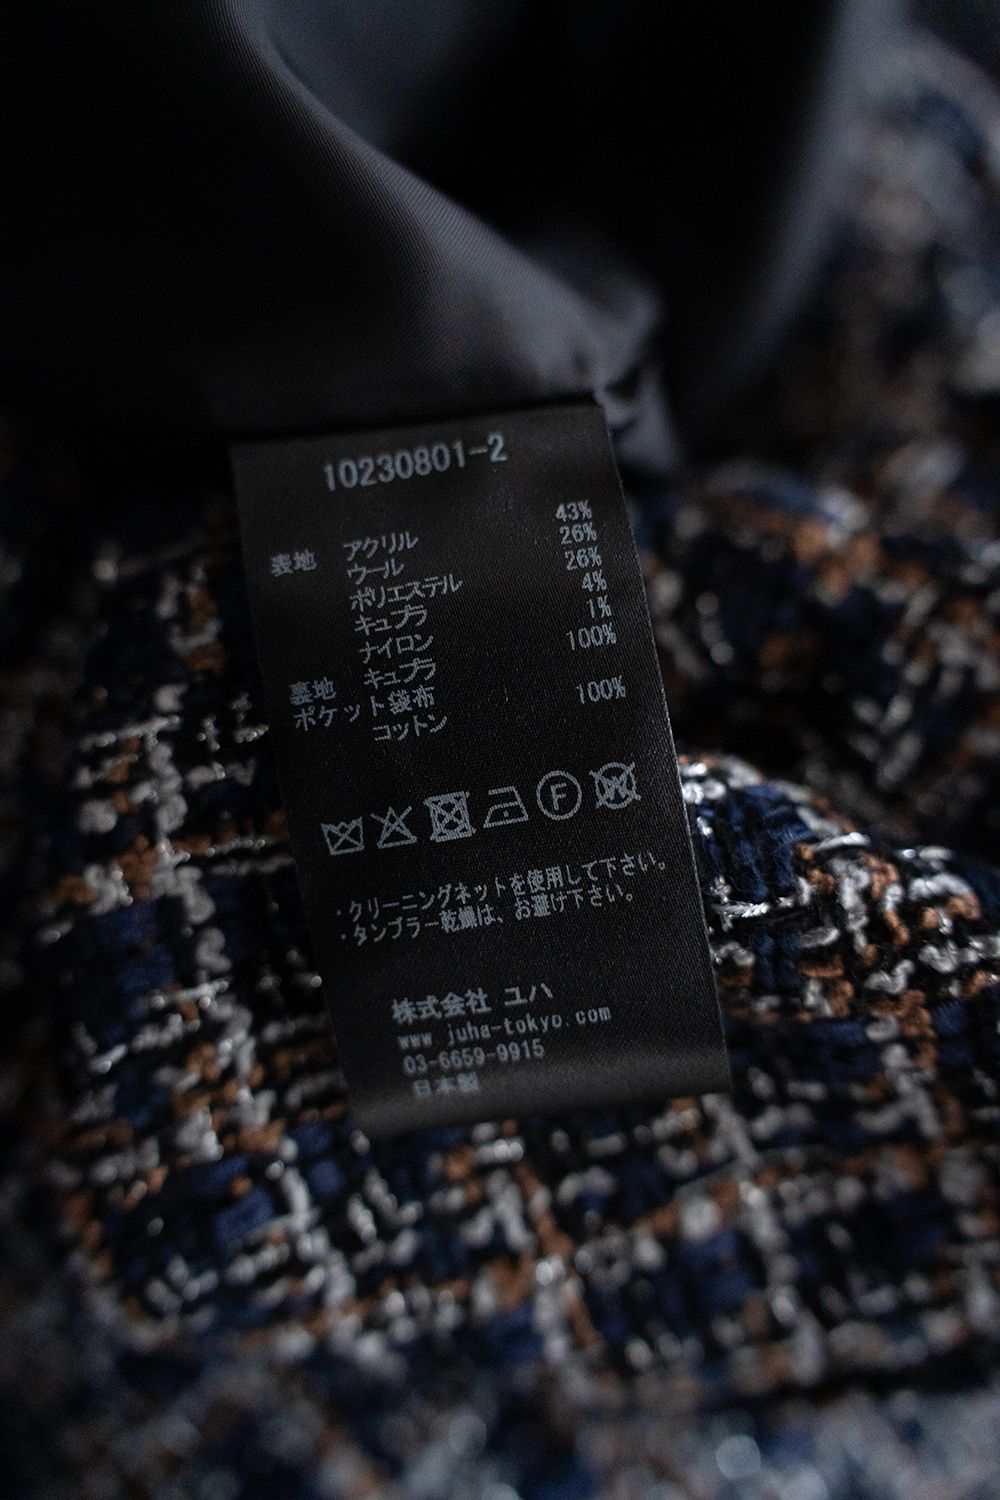 10230801-2
表地 アクリル 43%
ウール 26%
ポリエステル 26%
キュプラ 4%
ナイロン 1%
裏地 キュプラ 100%
ポケット袋布
コットン 100%
F
W
・クリーニングネットを使用して下さい。
・タンブラー乾燥は、お避け下さい。
株式会社 ユハ
www.juha-tokyo.com
03-6659-9915
日本製